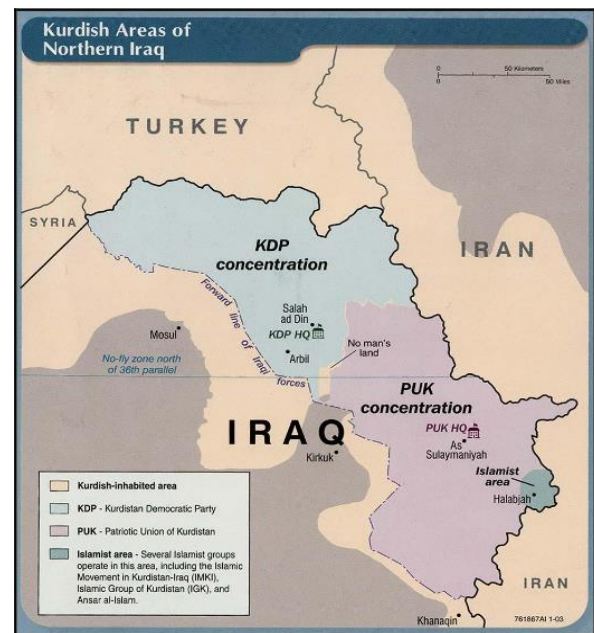 Kurdish Areas of
Northern Iraq
0 50 Kilometers
0 50 Miles
TURKEY
SYRIA
IRAN
KDP
concentration
Forward line of Iraqi forces
Salah
ad Din
KDP HQ
Mosul
Arbil
No man's
land
No-fly zone north
of 36th parallel
PUK
concentration
IRAQ
PUK HQ
As
Sulaymaniyah
Kirkuk
Islamist
area
Halabjah
Kurdish-inhabited area
KDP - Kurdistan Democratic Party
PUK - Patriotic Union of Kurdistan
Islamist area - Several Islamist groups
operate in this area, including the Islamic
Movement in Kurdistan-Iraq (IMKI),
Islamic Group of Kurdistan (IGK), and
Ansar al-Islam.
IRAN
Khanaqin
761867AI 1-03